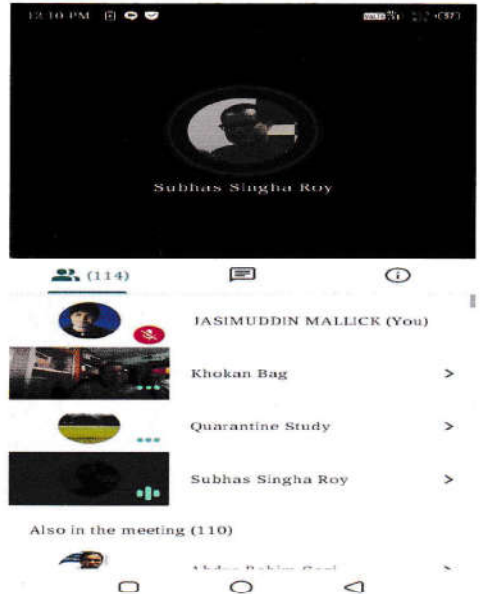 12:10 PM
Subhas Singha Roy
(114)
JASIMUDDIN MALLICK (You)
Khokan Bag
Quarantine Study
Subhas Singha Roy
Also in the meeting (110)